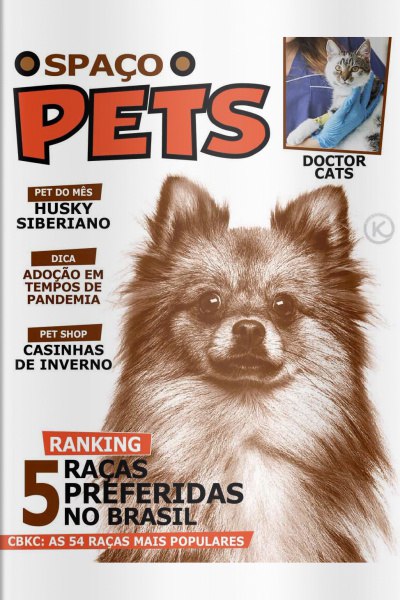 SPAÇO
PETS
DOCTOR
CATS
PET DO MÊS
HUSKY
SIBERIANO
DICA
ADOÇÃO EM
TEMPOS DE
PANDEMIA
PET SHOP
CASINHAS
DE INVERNO
K
RANKING
5 RAÇAS
PREFERIDAS
NO BRASIL
CBKC: AS 54 RAÇAS MAIS POPULARES